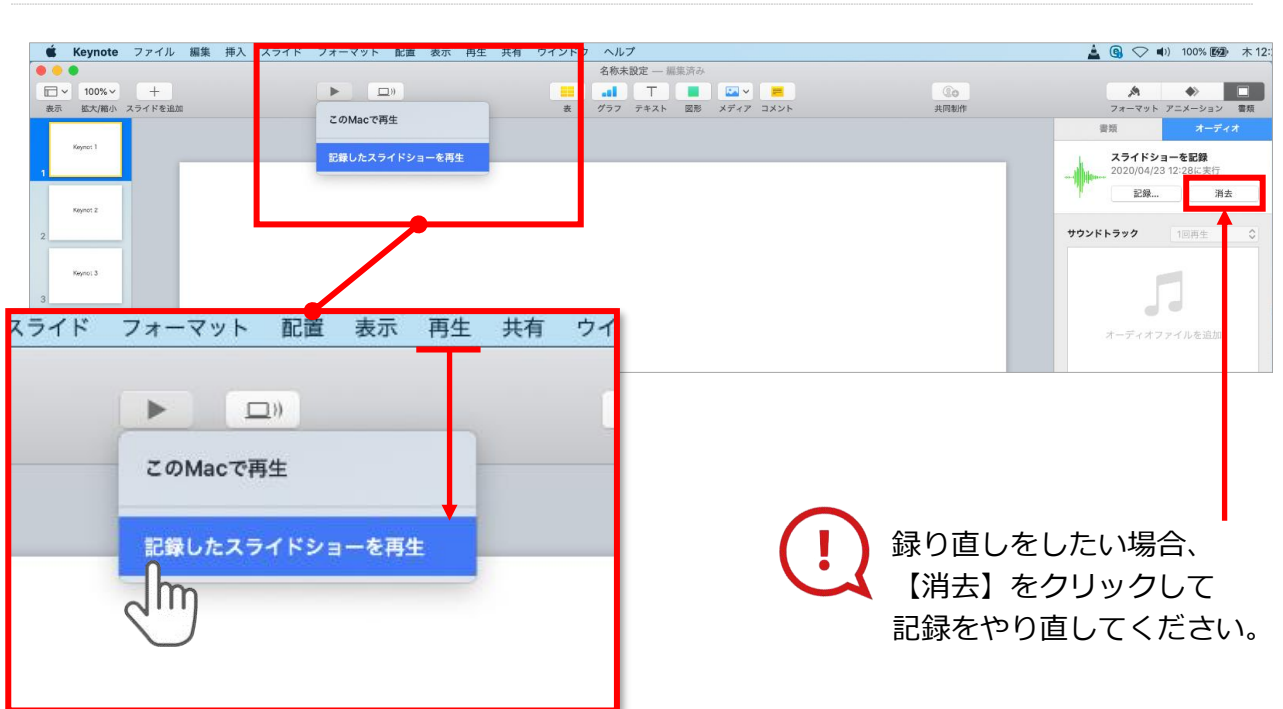 Keynote ファイル 編集 挿入 スライド フォーマット 配置 表示 再生 共有 ウインドウ ヘルプ
100% 木 12:
名称未設定 — 編集済み
100%
表示 拡大/縮小 スライドを追加 表 グラフ テキスト 図形 メディア コメント 共同制作 フォーマット アニメーション 書類
このMacで再生
記録したスライドショーを再生
書類 オーディオ
スライドショーを記録
2020/04/23 12:28に実行
記録... 消去
サウンドトラック 1回再生
オーディオファイルを追加
Keynot 1
1
Keynot 2
2
Keynot 3
3
スライド フォーマット 配置 表示 再生 共有 ウイ
このMacで再生
記録したスライドショーを再生
録り直しをしたい場合、
【消去】をクリックして
記録をやり直してください。